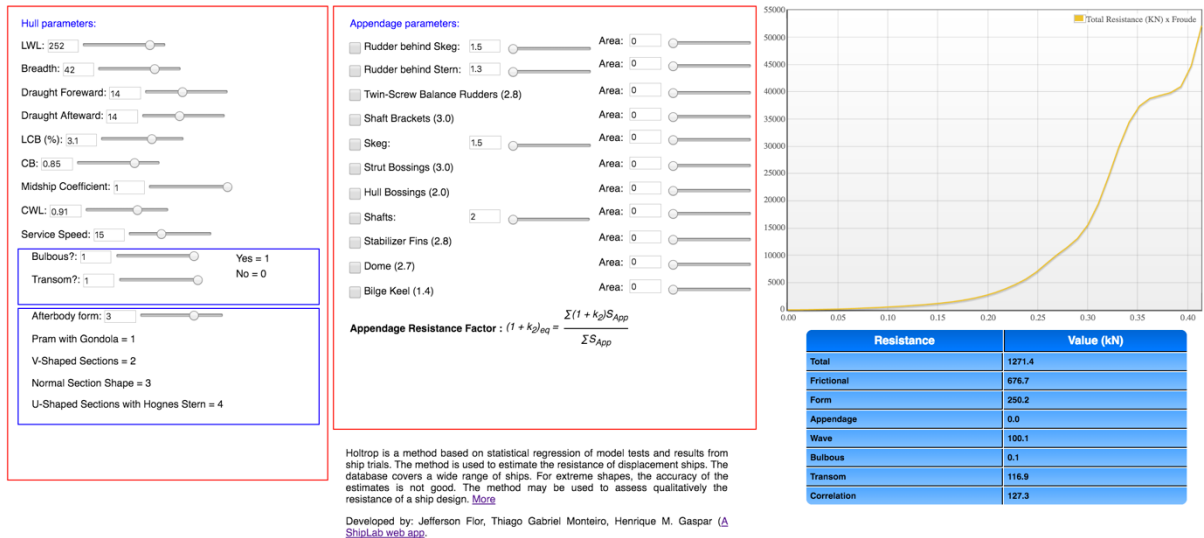 Hull parameters:
LWL: 252
Breadth: 42
Draught Foreward: 14
Draught Afteward: 14
LCB (%): 3.1
CB: 0.85
Midship Coefficient: 1
CWL: 0.91
Service Speed: 15
Bulbous?: 1 Yes = 1
Transom?: 1 No = 0
Afterbody form: 3
Pram with Gondola = 1
V-Shaped Sections = 2
Normal Section Shape = 3
U-Shaped Sections with Hognes Stern = 4
Appendage parameters:
Rudder behind Skeg: 1.5 Area: 0
Rudder behind Stern: 1.3 Area: 0
Twin-Screw Balance Rudders (2.8) Area: 0
Shaft Brackets (3.0) Area: 0
Skeg: 1.5 Area: 0
Strut Bossings (3.0) Area: 0
Hull Bossings (2.0) Area: 0
Shafts: 2 Area: 0
Stabilizer Fins (2.8) Area: 0
Dome (2.7) Area: 0
Bilge Keel (1.4) Area: 0
Appendage Resistance Factor : (1 + k2)eq = Σ(1 + k2)SApp
ΣSApp
Holtrop is a method based on statistical regression of model tests and results from
ship trials. The method is used to estimate the resistance of displacement ships. The
database covers a wide range of ships. For extreme shapes, the accuracy of the
estimates is not good. The method may be used to assess qualitatively the
resistance of a ship design. More
Developed by: Jefferson Flor, Thiago Gabriel Monteiro, Henrique M. Gaspar (A
ShipLab web app.
Total Resistance (KN) x Froude
55000
50000
45000
40000
35000
30000
25000
20000
15000
10000
5000
0
0.00 0.05 0.10 0.15 0.20 0.25 0.30 0.35 0.40
Resistance Value (kN)
Total 1271.4
Frictional 676.7
Form 250.2
Appendage 0.0
Wave 100.1
Bulbous 0.1
Transom 116.9
Correlation 127.3